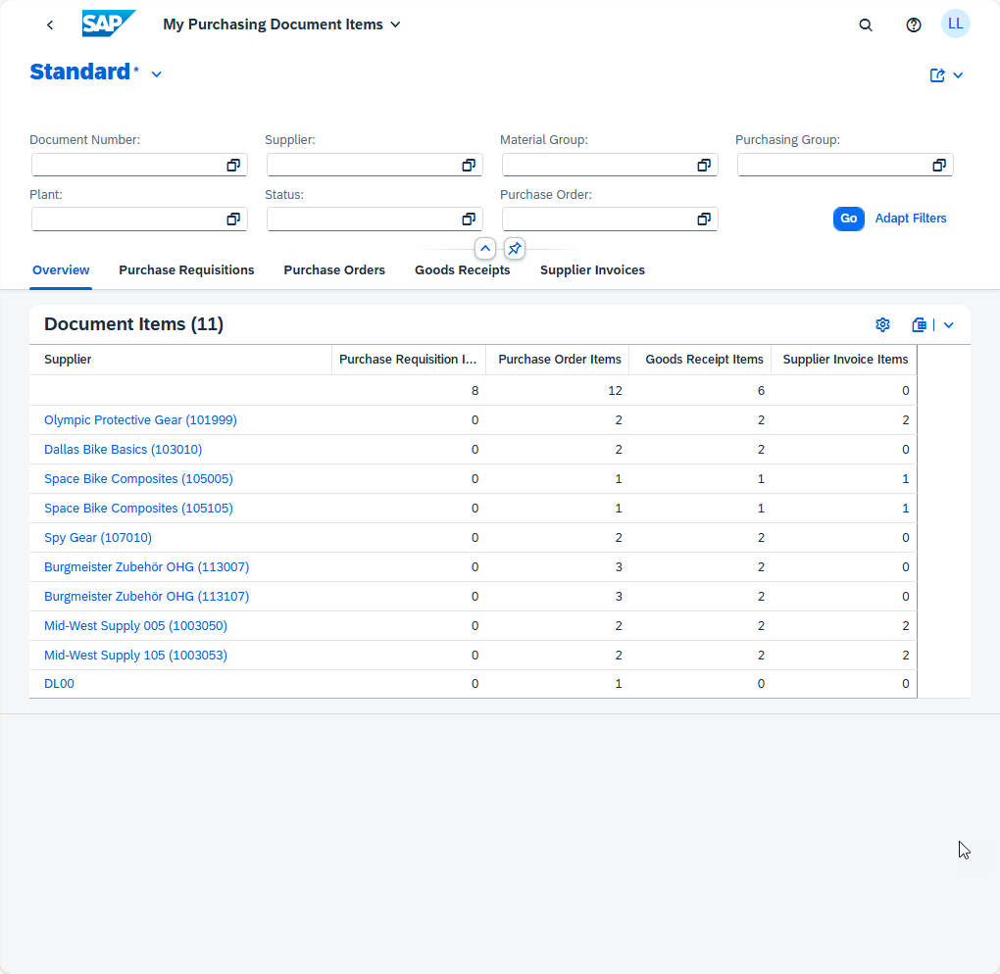 SAP My Purchasing Document Items
LL
Standard*
Document Number: Supplier: Material Group: Purchasing Group:
Plant: Status: Purchase Order:
Go Adapt Filters
Overview Purchase Requisitions Purchase Orders Goods Receipts Supplier Invoices
Document Items (11)
Supplier Purchase Requisition I... Purchase Order Items Goods Receipt Items Supplier Invoice Items
8 12 6 0
Olympic Protective Gear (101999) 0 2 2 2
Dallas Bike Basics (103010) 0 2 2 0
Space Bike Composites (105005) 0 1 1 1
Space Bike Composites (105105) 0 1 1 1
Spy Gear (107010) 0 2 2 0
Burgmeister Zubehör OHG (113007) 0 3 2 0
Burgmeister Zubehör OHG (113107) 0 3 2 0
Mid-West Supply 005 (1003050) 0 2 2 2
Mid-West Supply 105 (1003053) 0 2 2 2
DL00 0 1 0 0